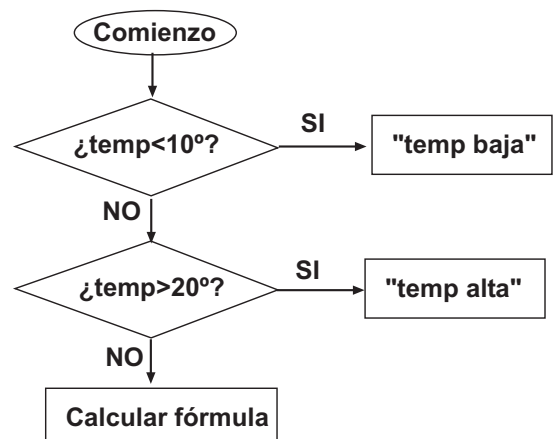 Comienzo
¿temp<10º?
SI
"temp baja"
NO
¿temp>20º?
SI
"temp alta"
NO
Calcular fórmula